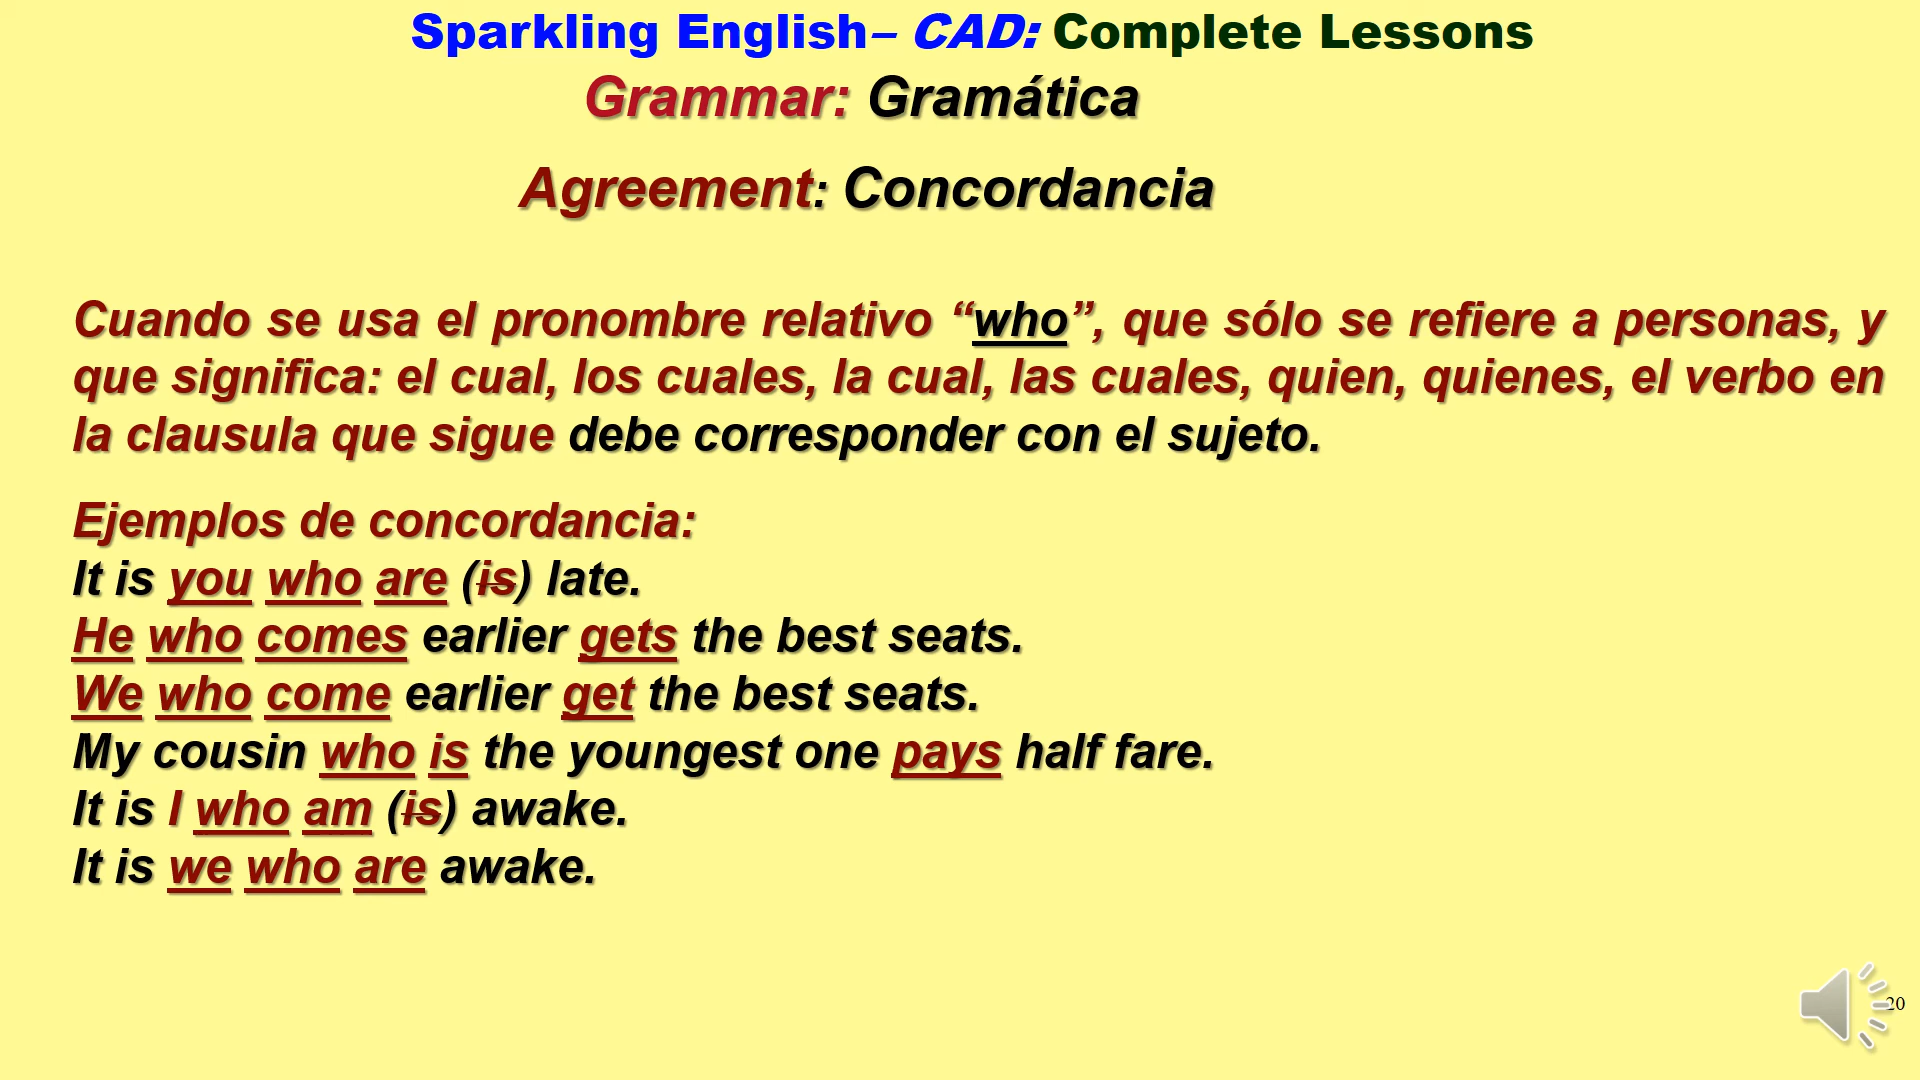 Sparkling English– CAD: Complete Lessons
Grammar: Gramática
Agreement: Concordancia
Cuando se usa el pronombre relativo “who”, que sólo se refiere a personas, y
que significa: el cual, los cuales, la cual, las cuales, quien, quienes, el verbo en
la clausula que sigue debe corresponder con el sujeto.
Ejemplos de concordancia:
It is you who are (is) late.
He who comes earlier gets the best seats.
We who come earlier get the best seats.
My cousin who is the youngest one pays half fare.
It is I who am (is) awake.
It is we who are awake.
20